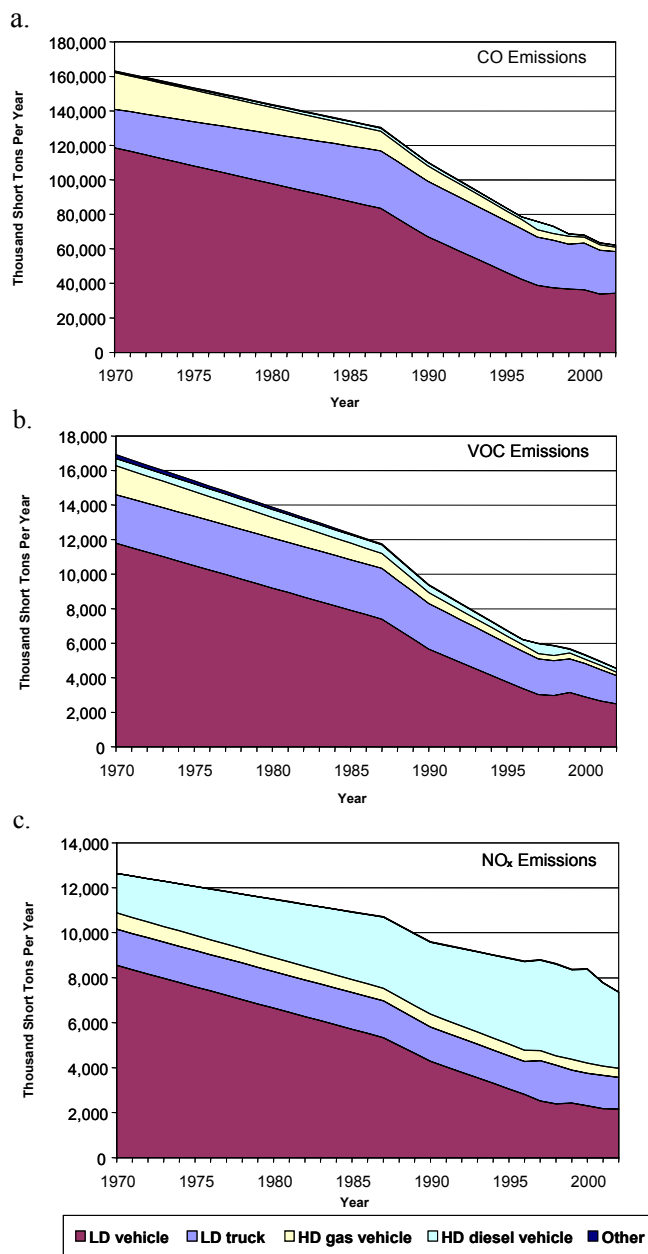 a.
CO Emissions
Thousand Short Tons Per Year
180,000
160,000
140,000
120,000
100,000
80,000
60,000
40,000
20,000
0
1970 1975 1980 1985 1990 1995 2000
Year
b.
VOC Emissions
Thousand Short Tons Per Year
18,000
16,000
14,000
12,000
10,000
8,000
6,000
4,000
2,000
0
1970 1975 1980 1985 1990 1995 2000
Year
c.
NOx Emissions
Thousand Short Tons Per Year
14,000
12,000
10,000
8,000
6,000
4,000
2,000
0
1970 1975 1980 1985 1990 1995 2000
Year
LD vehicle LD truck HD gas vehicle HD diesel vehicle Other